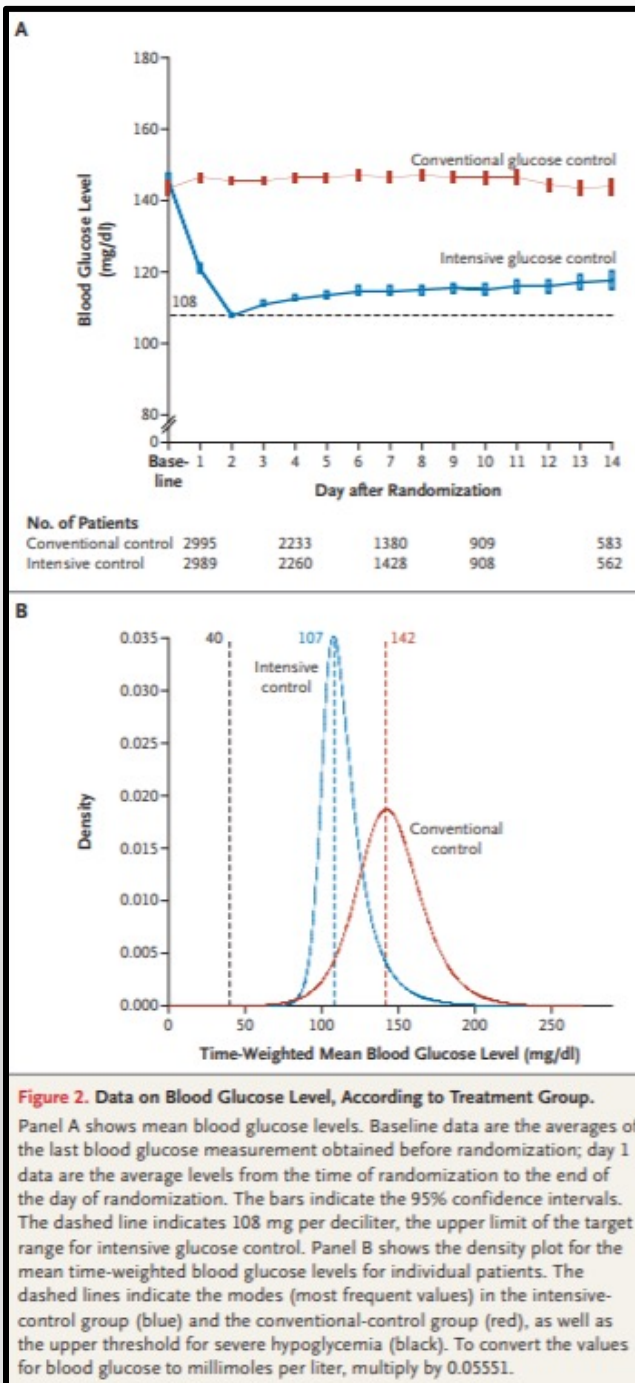 A
180
160
140
120
100
80
0
Blood Glucose Level
(mg/dl)
Conventional glucose control
Intensive glucose control
108
Base-
line
1 2 3 4 5 6 7 8 9 10 11 12 13 14
Day after Randomization
No. of Patients
Conventional control 2995 2233 1380 909 583
Intensive control 2989 2260 1428 908 562
B
0.035
0.030
0.025
0.020
0.015
0.010
0.005
0.000
Density
40
107
142
Intensive
control
Conventional
control
0 50 100 150 200 250
Time-Weighted Mean Blood Glucose Level (mg/dl)
Figure 2. Data on Blood Glucose Level, According to Treatment Group.
Panel A shows mean blood glucose levels. Baseline data are the averages of
the last blood glucose measurement obtained before randomization; day 1
data are the average levels from the time of randomization to the end of
the day of randomization. The bars indicate the 95% confidence intervals.
The dashed line indicates 108 mg per deciliter, the upper limit of the target
range for intensive glucose control. Panel B shows the density plot for the
mean time-weighted blood glucose levels for individual patients. The
dashed lines indicate the modes (most frequent values) in the intensive-
control group (blue) and the conventional-control group (red), as well as
the upper threshold for severe hypoglycemia (black). To convert the values
for blood glucose to millimoles per liter, multiply by 0.05551.